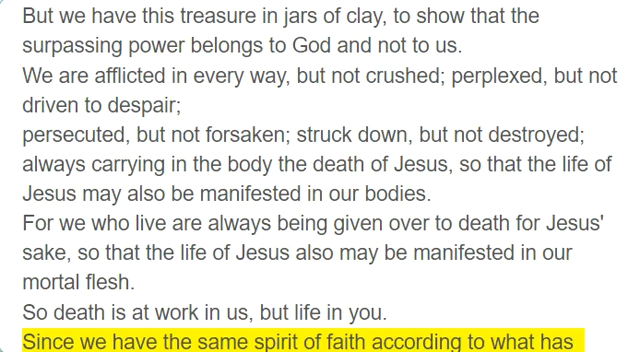 But we have this treasure in jars of clay, to show that the
surpassing power belongs to God and not to us.
We are afflicted in every way, but not crushed; perplexed, but not
driven to despair;
persecuted, but not forsaken; struck down, but not destroyed;
always carrying in the body the death of Jesus, so that the life of
Jesus may also be manifested in our bodies.
For we who live are always being given over to death for Jesus'
sake, so that the life of Jesus also may be manifested in our
mortal flesh.
So death is at work in us, but life in you.
Since we have the same spirit of faith according to what has